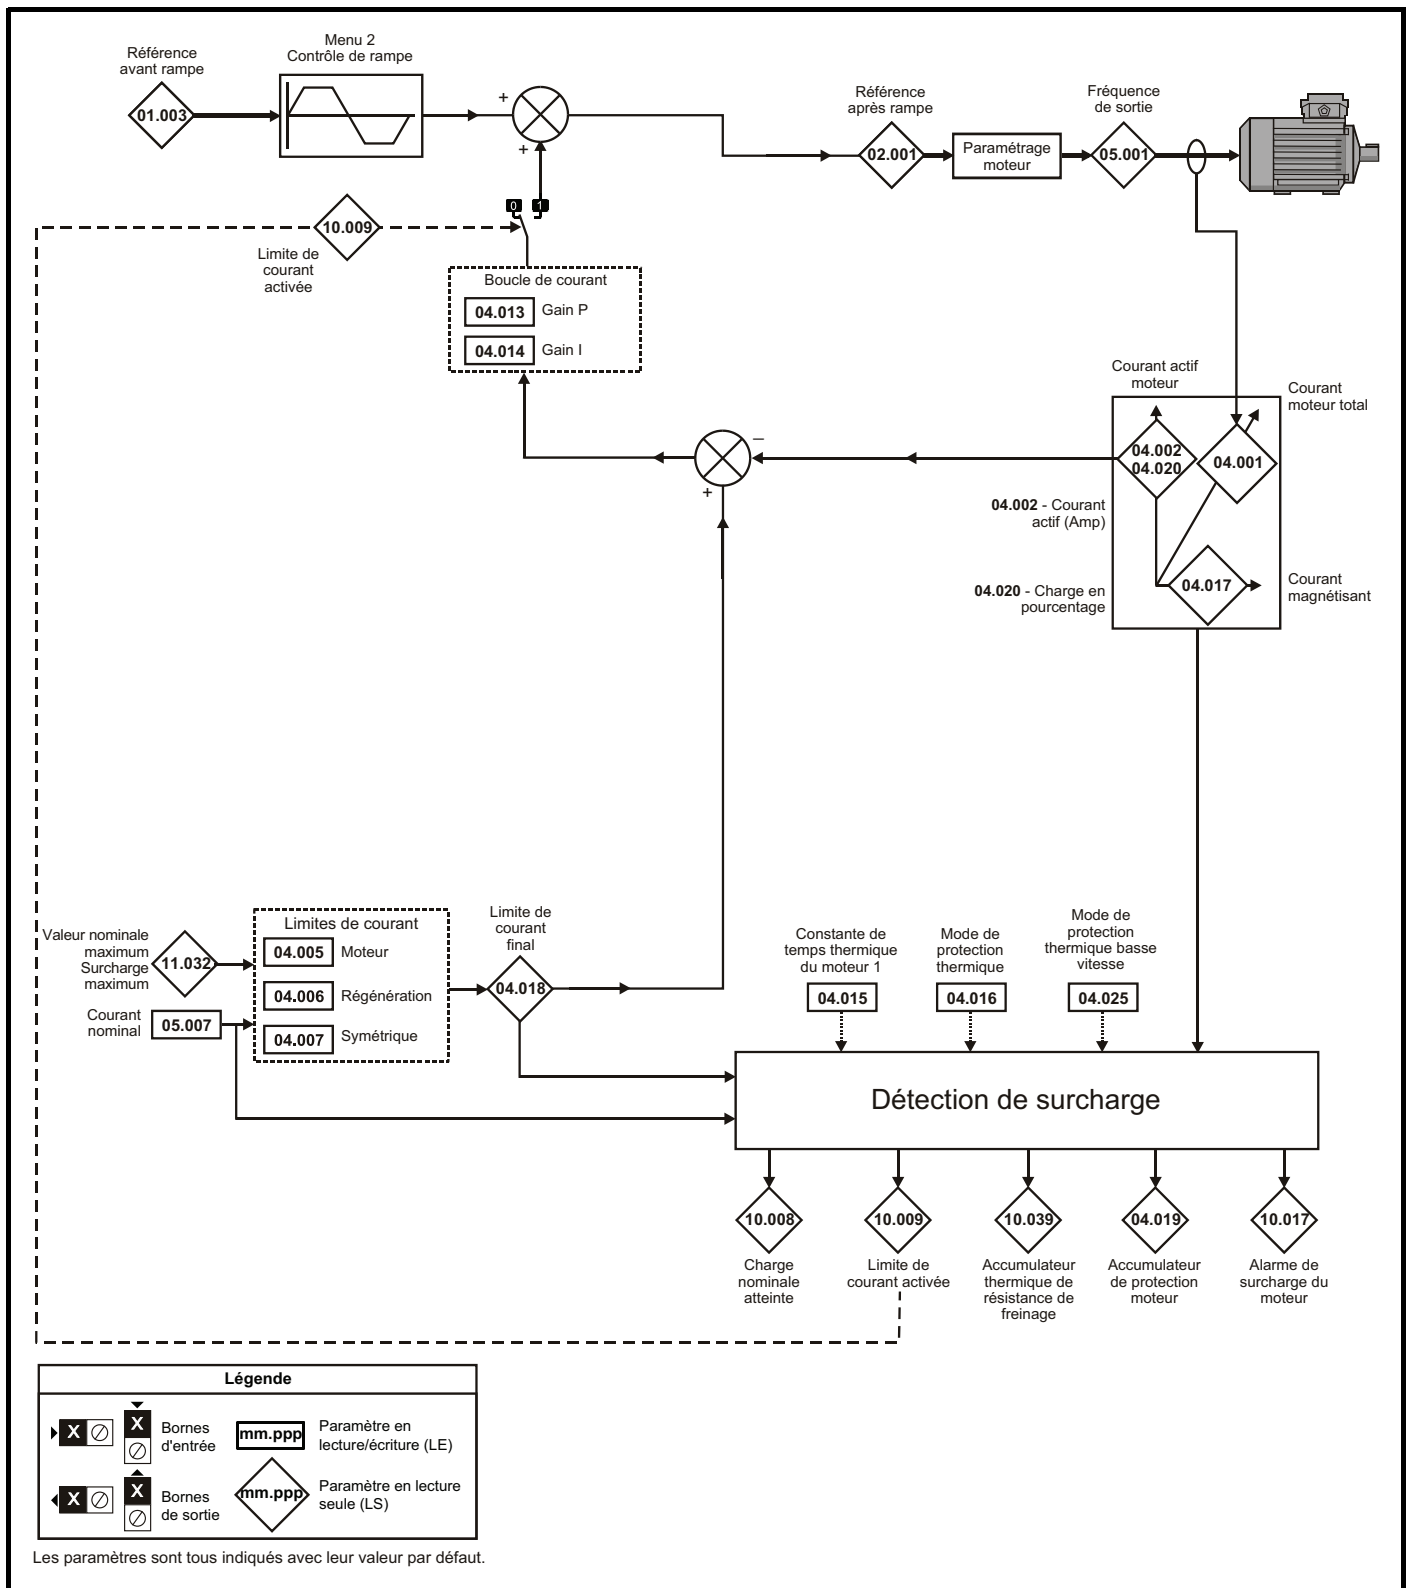 Référence
avant rampe
01.003
Menu 2
Contrôle de rampe
+
+
Référence
après rampe
02.001
Paramétrage
moteur
Fréquence
de sortie
05.001
0
1
10.009
Limite de
courant
activée
Boucle de courant
04.013 Gain P
04.014 Gain I
Courant actif
moteur
Courant
moteur total
04.002
04.020
04.001
–
+
04.002 - Courant
actif (Amp)
04.020 - Charge en
pourcentage
04.017
Courant
magnétisant
Valeur nominale
maximum
Surcharge
maximum
11.032
Courant
nominal
05.007
Limites de courant
04.005 Moteur
04.006 Régénération
04.007 Symétrique
Limite de
courant
final
04.018
Constante de
temps thermique
du moteur 1
04.015
Mode de
protection
thermique
04.016
Mode de
protection
thermique basse
vitesse
04.025
Détection de surcharge
10.008
Charge
nominale
atteinte
10.009
Limite de
courant activée
10.039
Accumulateur
thermique de
résistance de
freinage
04.019
Accumulateur
de protection
moteur
10.017
Alarme de
surcharge du
moteur
Légende
X
X
Bornes
d'entrée
mm.ppp
Paramètre en
lecture/écriture (LE)
X
X
Bornes
de sortie
mm.ppp
Paramètre en lecture
seule (LS)
Les paramètres sont tous indiqués avec leur valeur par défaut.